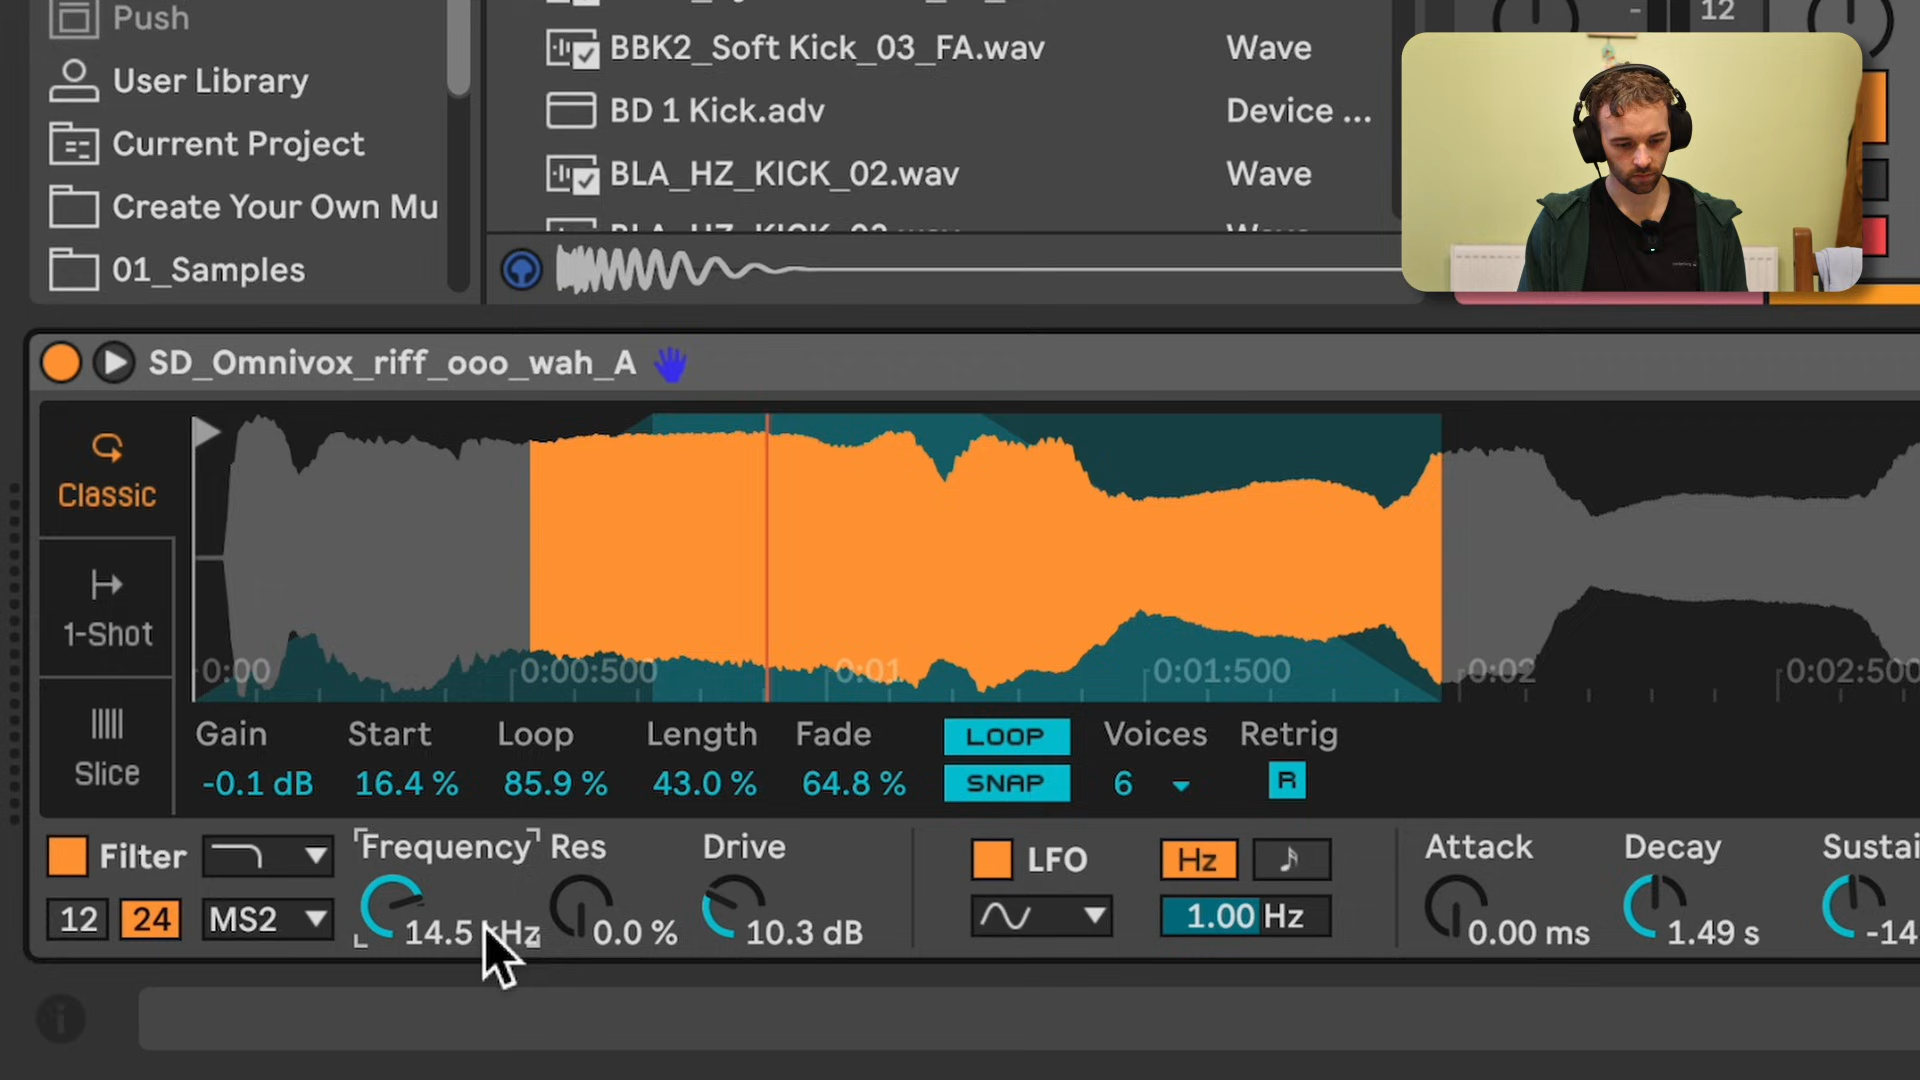 Push
User Library
Current Project
Create Your Own Mu
01_Samples
BBK2_Soft Kick_03_FA.wav Wave
BD 1 Kick.adv Device ...
BLA_HZ_KICK_02.wav Wave
12
SD_Omnivox_riff_ooo_wah_A
Classic
1-Shot
Slice
0:00 0:00:500 0:01 0:01:500 0:02 0:02:500
Gain Start Loop Length Fade LOOP Voices Retrig
-0.1 dB 16.4 % 85.9 % 43.0 % 64.8 % SNAP 6 R
Filter Frequency Res Drive LFO Hz Attack Decay Sustai
12 24 MS2 14.5 kHz 0.0 % 10.3 dB 1.00 Hz 0.00 ms 1.49 s -14